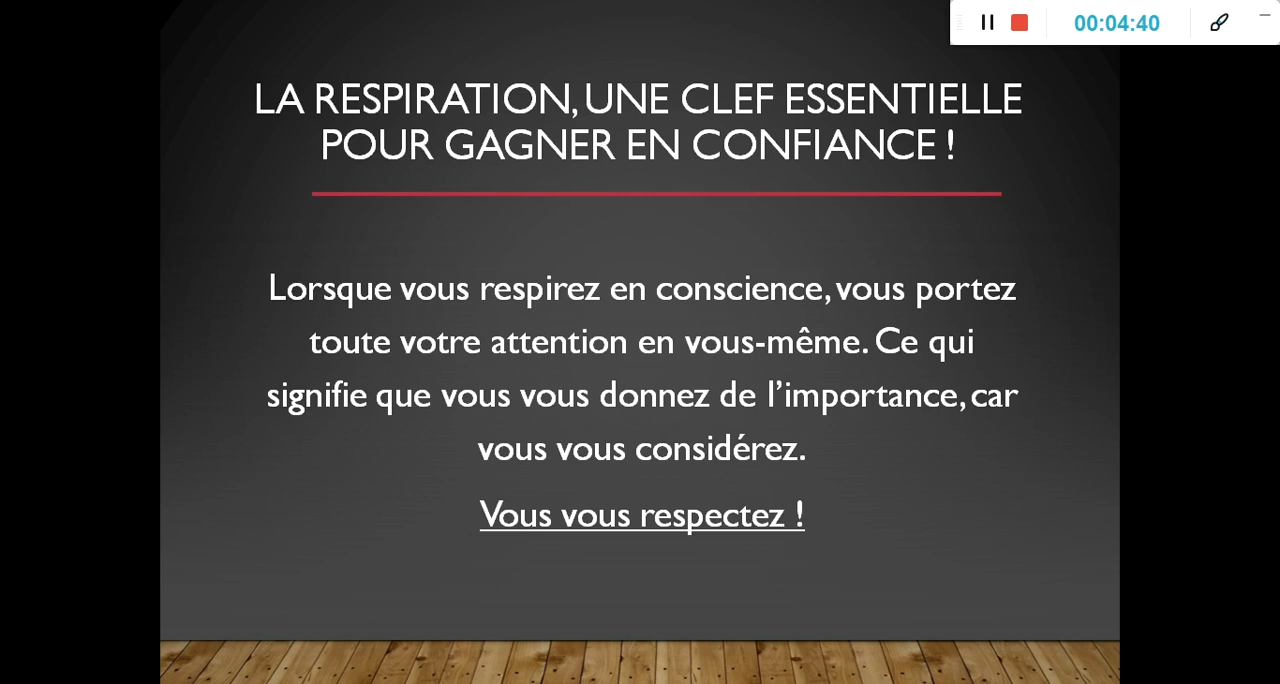 00:04:40
LA RESPIRATION, UNE CLEF ESSENTIELLE
POUR GAGNER EN CONFIANCE !
Lorsque vous respirez en conscience, vous portez
toute votre attention en vous-même. Ce qui
signifie que vous vous donnez de l’importance, car
vous vous considérez.
Vous vous respectez !